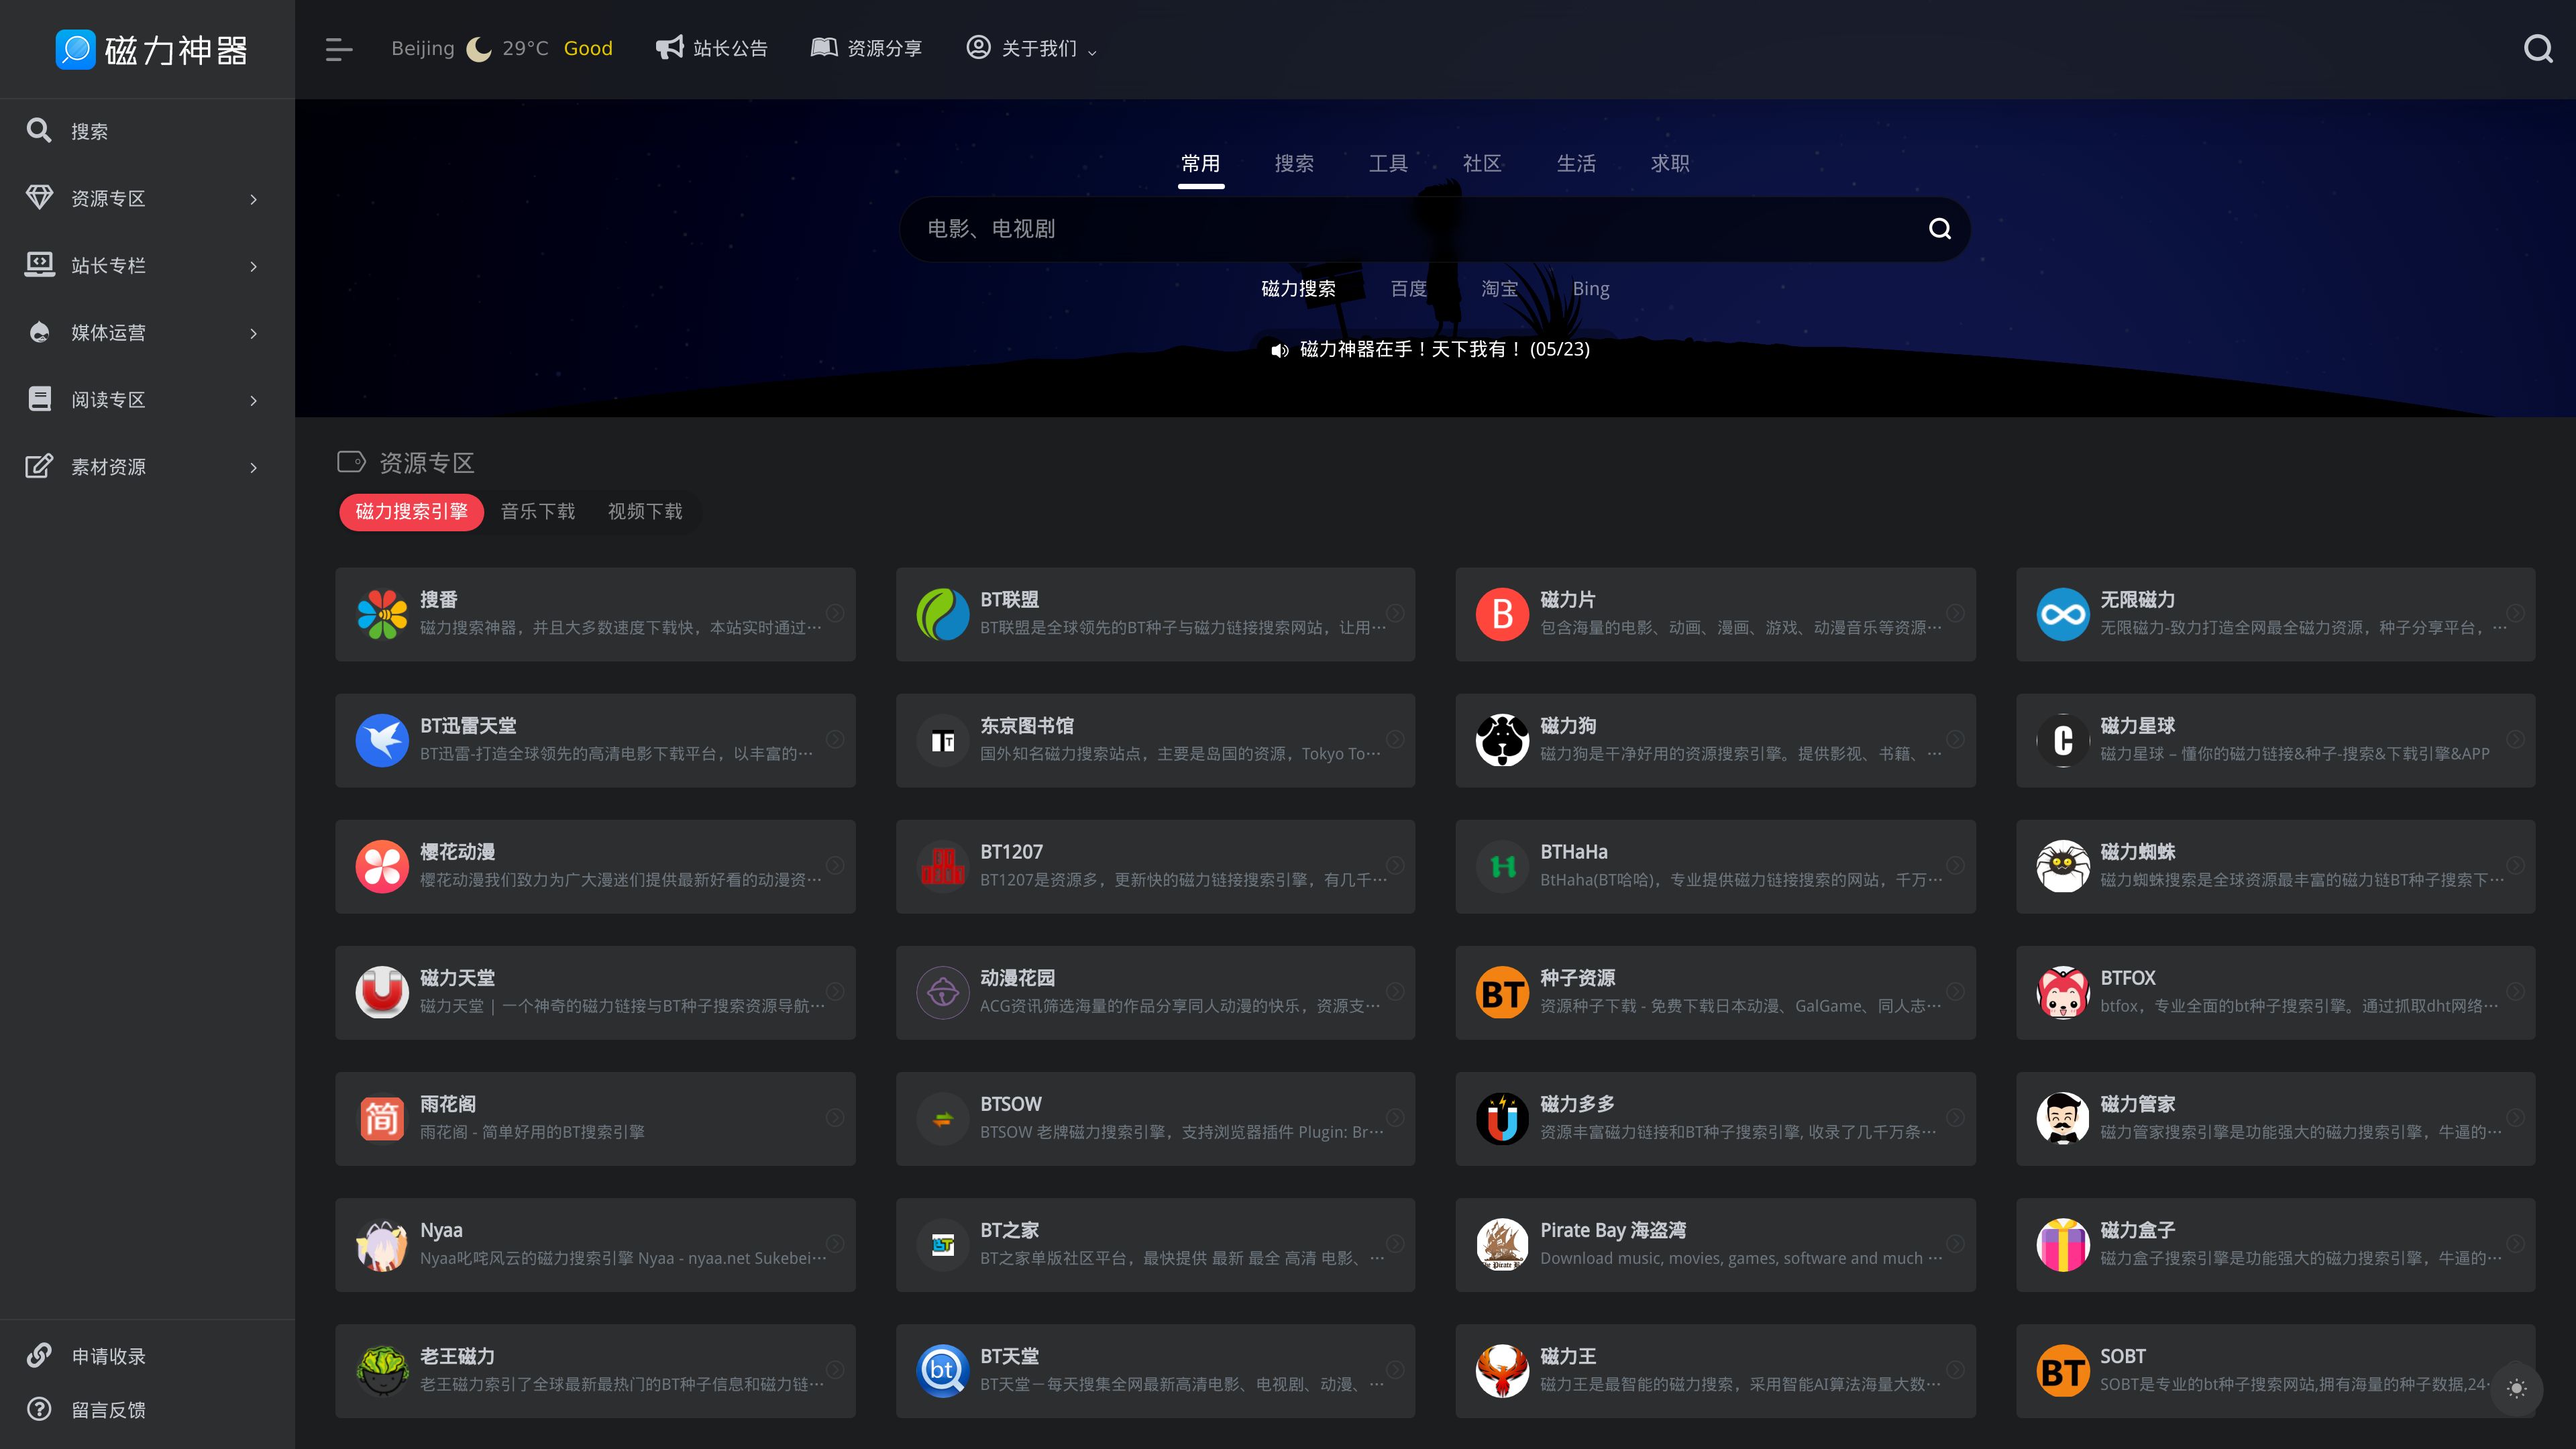 磁力神器
Beijing 29°C Good 站长公告 资源分享 关于我们
搜索
资源专区
站长专栏
媒体运营
阅读专区
素材资源
申请收录
留言反馈
常用 搜索 工具 社区 生活 求职
电影、电视剧
磁力搜索 百度 淘宝 Bing
磁力神器在手！天下我有！ (05/23)
资源专区
磁力搜索引擎 音乐下载 视频下载
搜番
磁力搜索神器，并且大多数速度下载快，本站实时通过…
BT联盟
BT联盟是全球领先的BT种子与磁力链接搜索网站，让用…
磁力片
包含海量的电影、动画、漫画、游戏、动漫音乐等资源…
无限磁力
无限磁力-致力打造全网最全磁力资源，种子分享平台，…
BT迅雷天堂
BT迅雷-打造全球领先的高清电影下载平台，以丰富的…
东京图书馆
国外知名磁力搜索站点，主要是岛国的资源，Tokyo To…
磁力狗
磁力狗是干净好用的资源搜索引擎。提供影视、书籍、…
C
磁力星球
磁力星球 – 懂你的磁力链接&种子-搜索&下载引擎&APP
樱花动漫
樱花动漫我们致力为广大漫迷们提供最新好看的动漫资…
BT1207
BT1207是资源多，更新快的磁力链接搜索引擎，有几千…
BTHaHa
BtHaha(BT哈哈)，专业提供磁力链接搜索的网站，千万…
磁力蜘蛛
磁力蜘蛛搜索是全球资源最丰富的磁力链BT种子搜索下…
磁力天堂
磁力天堂 | 一个神奇的磁力链接与BT种子搜索资源导航…
动漫花园
ACG资讯筛选海量的作品分享同人动漫的快乐，资源支…
BT
种子资源
资源种子下载 - 免费下载日本动漫、GalGame、同人志…
BTFOX
btfox，专业全面的bt种子搜索引擎。通过抓取dht网络…
简
雨花阁
雨花阁 - 简单好用的BT搜索引擎
BTSOW
BTSOW 老牌磁力搜索引擎，支持浏览器插件 Plugin: Br…
磁力多多
资源丰富磁力链接和BT种子搜索引擎, 收录了几千万条…
磁力管家
磁力管家搜索引擎是功能强大的磁力搜索引擎，牛逼的…
Nyaa
Nyaa叱咤风云的磁力搜索引擎 Nyaa - nyaa.net Sukebei…
BT之家
BT之家单版社区平台，最快提供 最新 最全 高清 电影、…
Pirate Bay 海盗湾
Download music, movies, games, software and much …
磁力盒子
磁力盒子搜索引擎是功能强大的磁力搜索引擎，牛逼的…
老王磁力
老王磁力索引了全球最新最热门的BT种子信息和磁力链…
bt
BT天堂
BT天堂－每天搜集全网最新高清电影、电视剧、动漫、…
磁力王
磁力王是最智能的磁力搜索，采用智能AI算法海量大数…
BT
SOBT
SOBT是专业的bt种子搜索网站,拥有海量的种子数据,24…